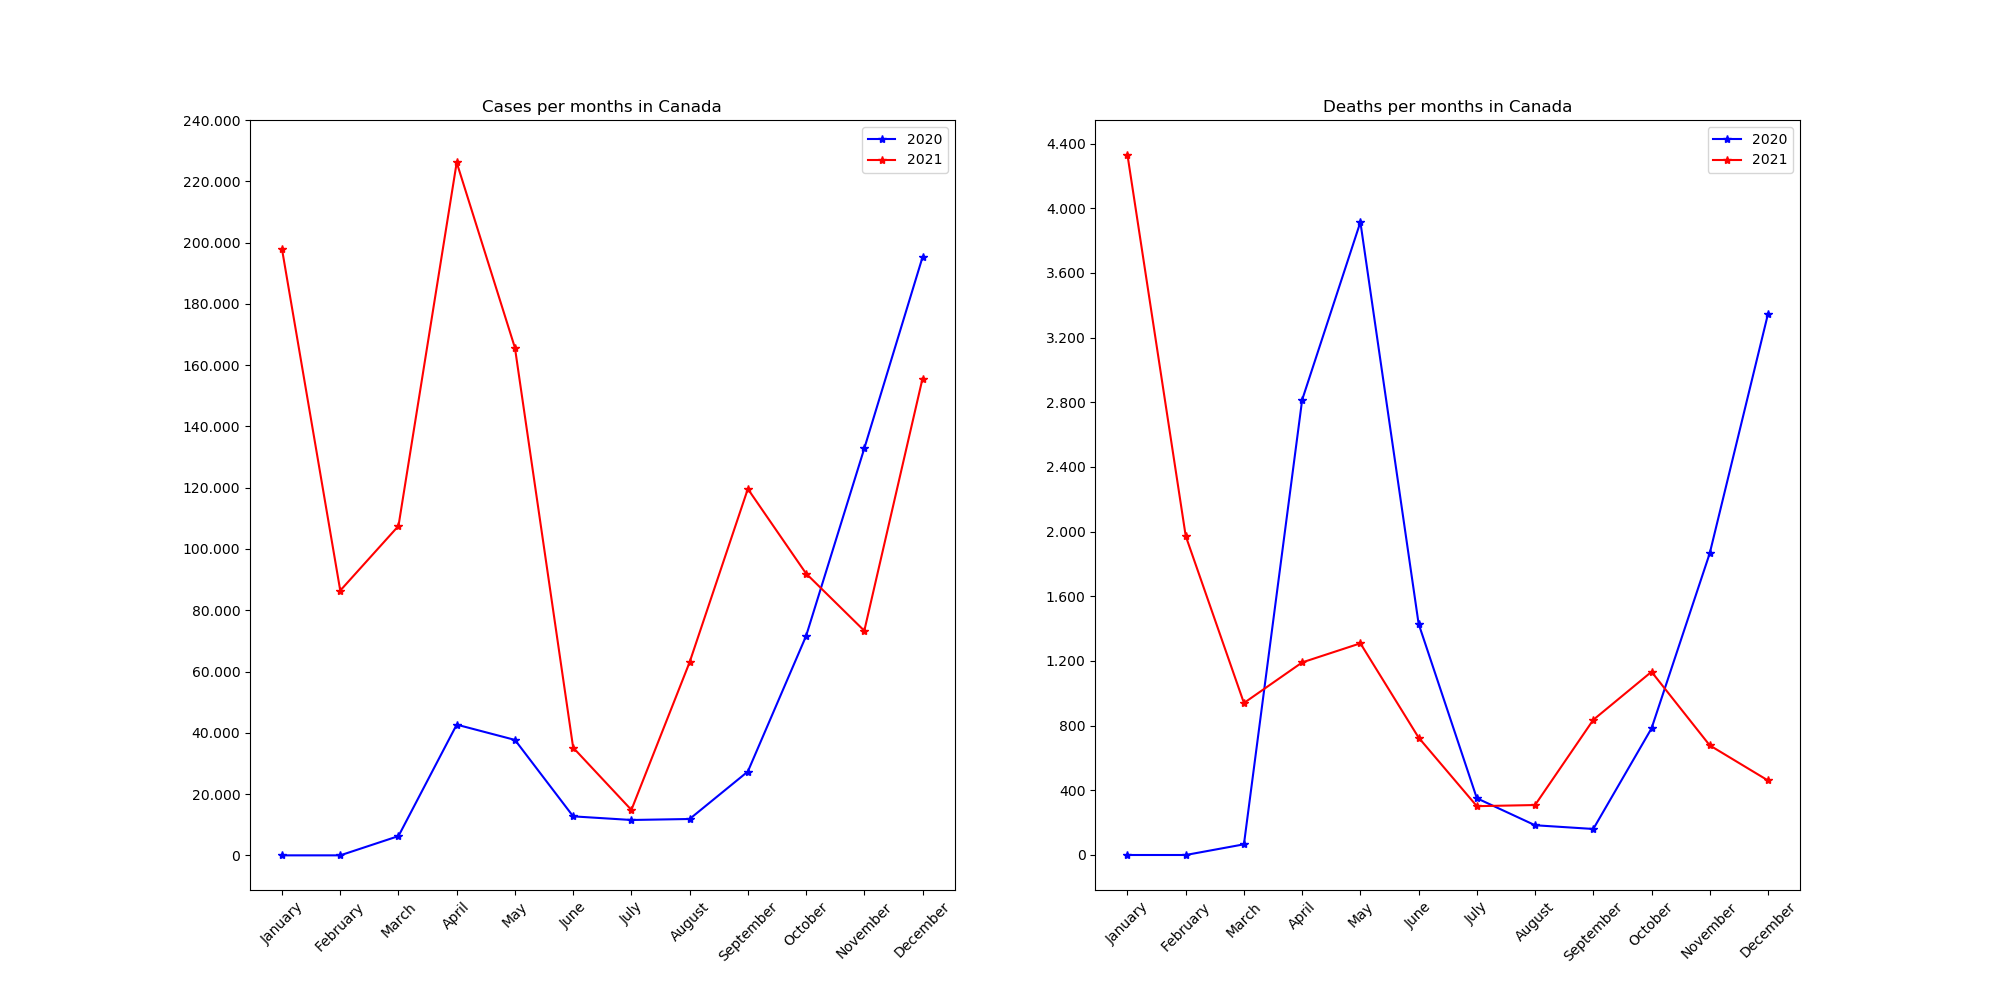 Cases per months in Canada
240.000
220.000
200.000
180.000
160.000
140.000
120.000
100.000
80.000
60.000
40.000
20.000
0
2020
2021
January
February
March
April
May
June
July
August
September
October
November
December
Deaths per months in Canada
4.400
4.000
3.600
3.200
2.800
2.400
2.000
1.600
1.200
800
400
0
2020
2021
January
February
March
April
May
June
July
August
September
October
November
December